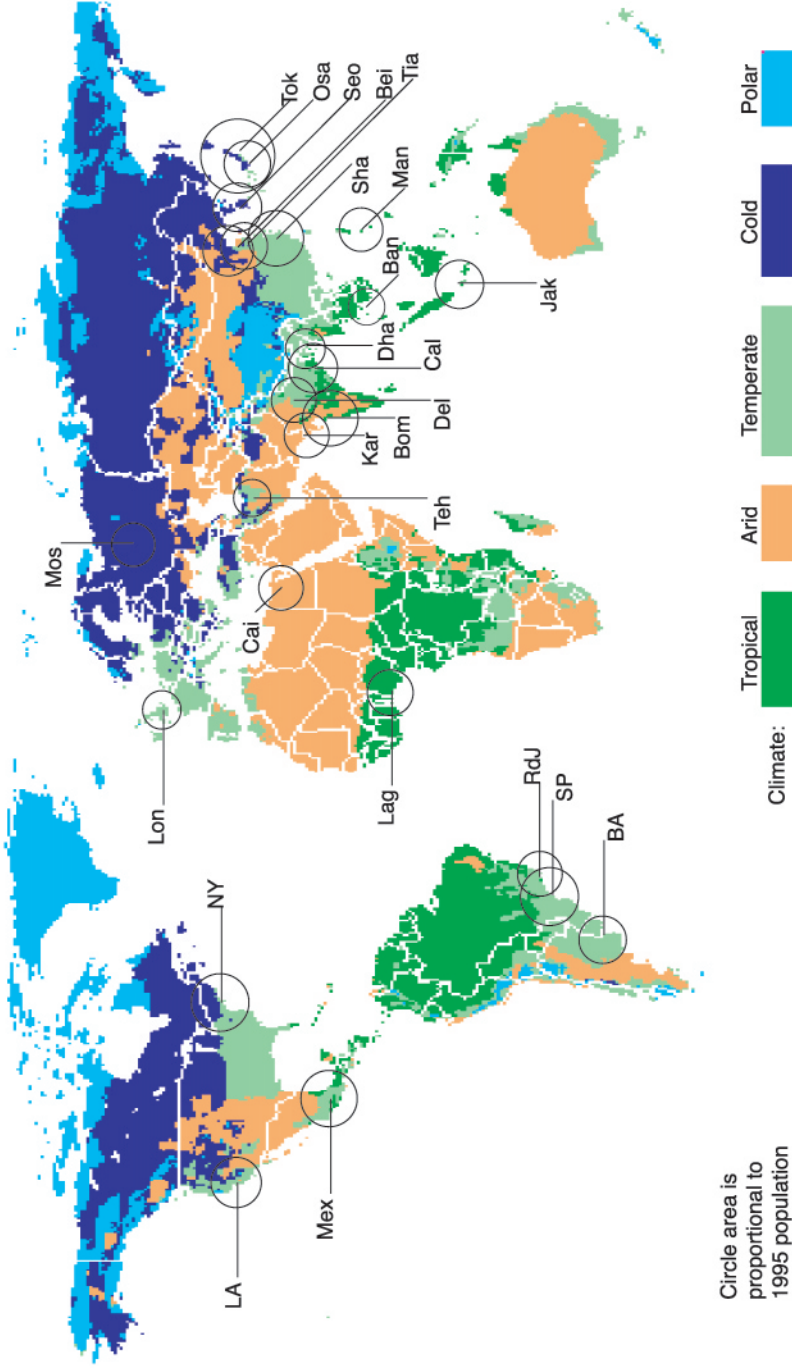 LA
Mex
NY
Lon
Lag
Cai
Mos
Teh
Kar
Bom
Del
Cal
Dha
Ban
Jak
Man
Sha
Tia
Bei
Seo
Osa
Tok
RdJ
SP
BA
Circle area is
proportional to
1995 population
Climate:
Tropical
Arid
Temperate
Cold
Polar